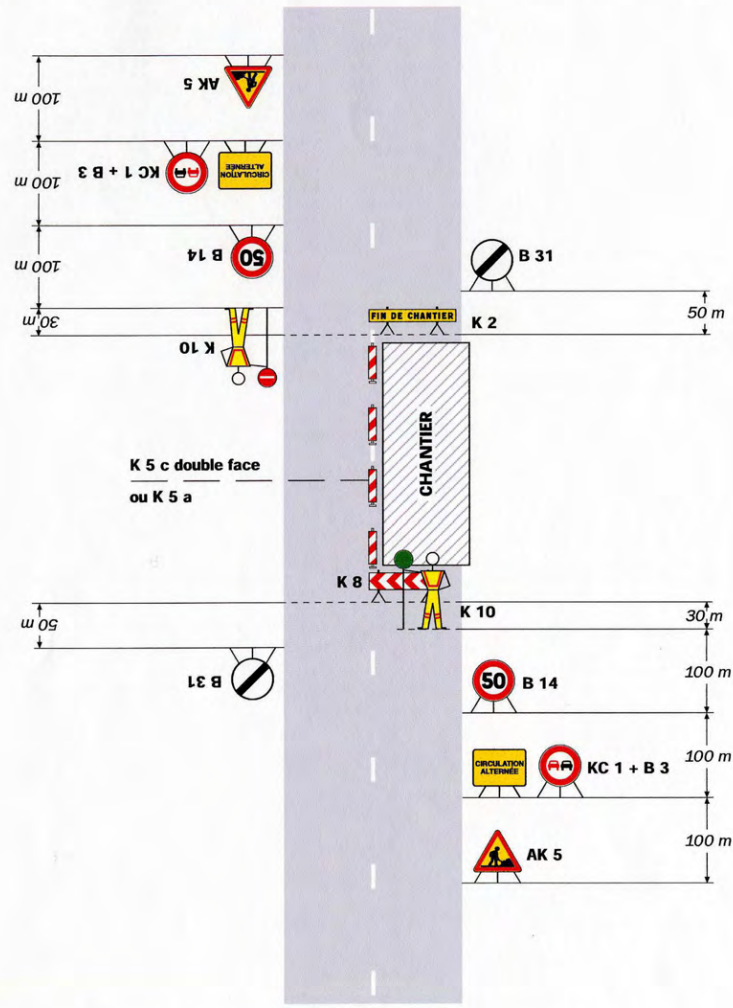 AK 5
100 m
KC 1 + B 3
CIRCULATION
ALTERNÉE
100 m
B 14
50
100 m
B 31
50 m
30 m
K 10
FIN DE CHANTIER
K 2
CHANTIER
K 5 c double face
ou K 5 a
K 8
K 10
30 m
50 m
B 31
50
B 14
100 m
CIRCULATION
ALTERNÉE
KC 1 + B 3
100 m
AK 5
100 m